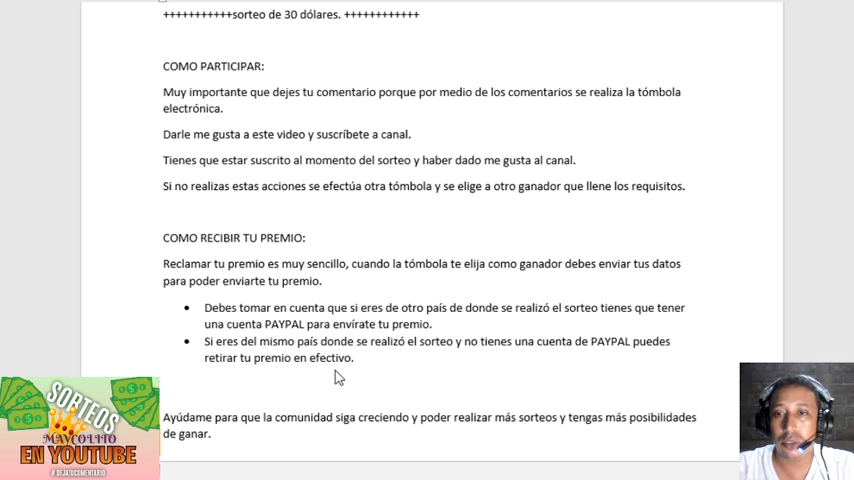 +++++++++++sorteo de 30 dólares. ++++++++++++
COMO PARTICIPAR:
Muy importante que dejes tu comentario porque por medio de los comentarios se realiza la tómbola
electrónica.
Darle me gusta a este video y suscríbete a canal.
Tienes que estar suscrito al momento del sorteo y haber dado me gusta al canal.
Si no realizas estas acciones se efectúa otra tómbola y se elige a otro ganador que llene los requisitos.
COMO RECIBIR TU PREMIO:
Reclamar tu premio es muy sencillo, cuando la tómbola te elija como ganador debes enviar tus datos
para poder enviarte tu premio.
• Debes tomar en cuenta que si eres de otro país de donde se realizó el sorteo tienes que tener
una cuenta PAYPAL para envírate tu premio.
• Si eres del mismo país donde se realizó el sorteo y no tienes una cuenta de PAYPAL puedes
retirar tu premio en efectivo.
Ayúdame para que la comunidad siga creciendo y poder realizar más sorteos y tengas más posibilidades
de ganar.
SORTEOS
MAYCOLITO
EN YOUTUBE
# DEJATUCOMENTARIO